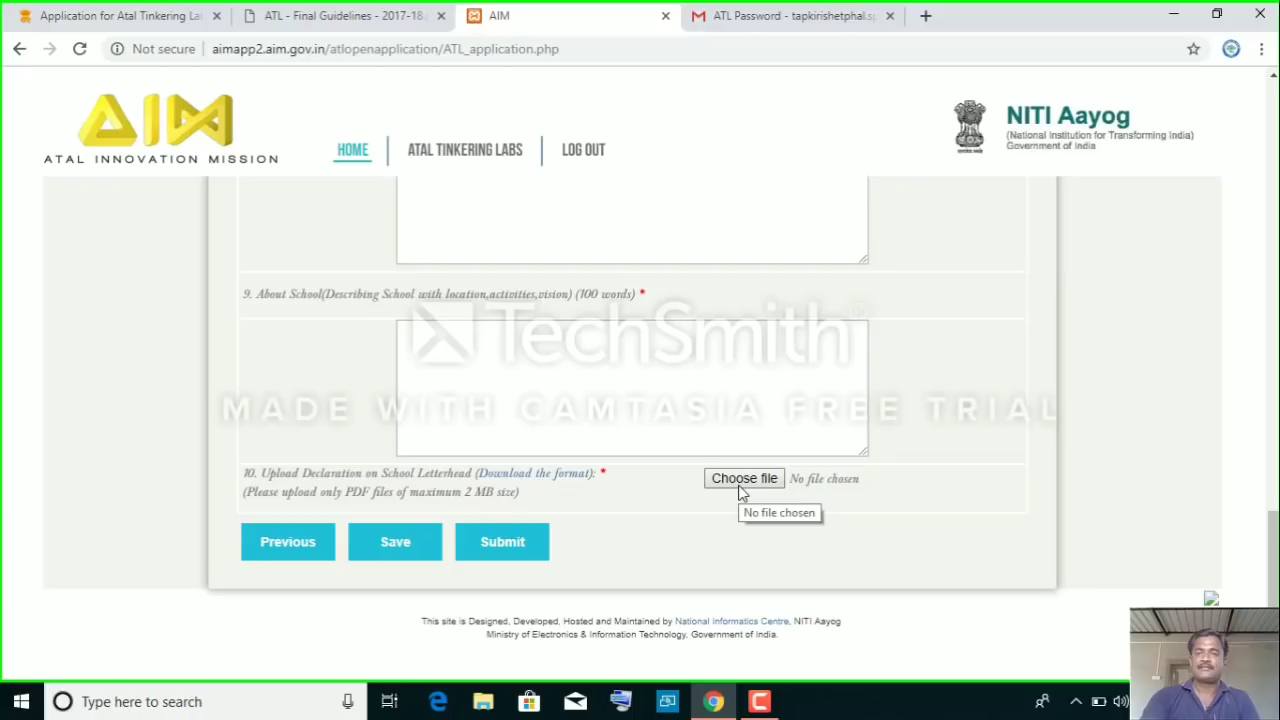 Application for Atal Tinkering La
ATL - Final Guidelines - 2017-18.
AIM
ATL Password - tapkirishetphal.s
Not secure
aimapp2.aim.gov.in/atlopenapplication/ATL_application.php
AIM
ATAL INNOVATION MISSION
HOME
ATAL TINKERING LABS
LOG OUT
NITI Aayog
(National Institution for Transforming India)
Government of India
9. About School(Describing School with location,activities,vision) (100 words) *
TechSmith
MADE WITH CAMTASIA FREE TRIAL
10. Upload Declaration on School Letterhead (Download the format): *
(Please upload only PDF files of maximum 2 MB size)
Choose file No file chosen
No file chosen
Previous
Save
Submit
This site is Designed, Developed, Hosted and Maintained by National Informatics Centre, NITI Aayog
Ministry of Electronics & Information Technology, Government of India.
Type here to search